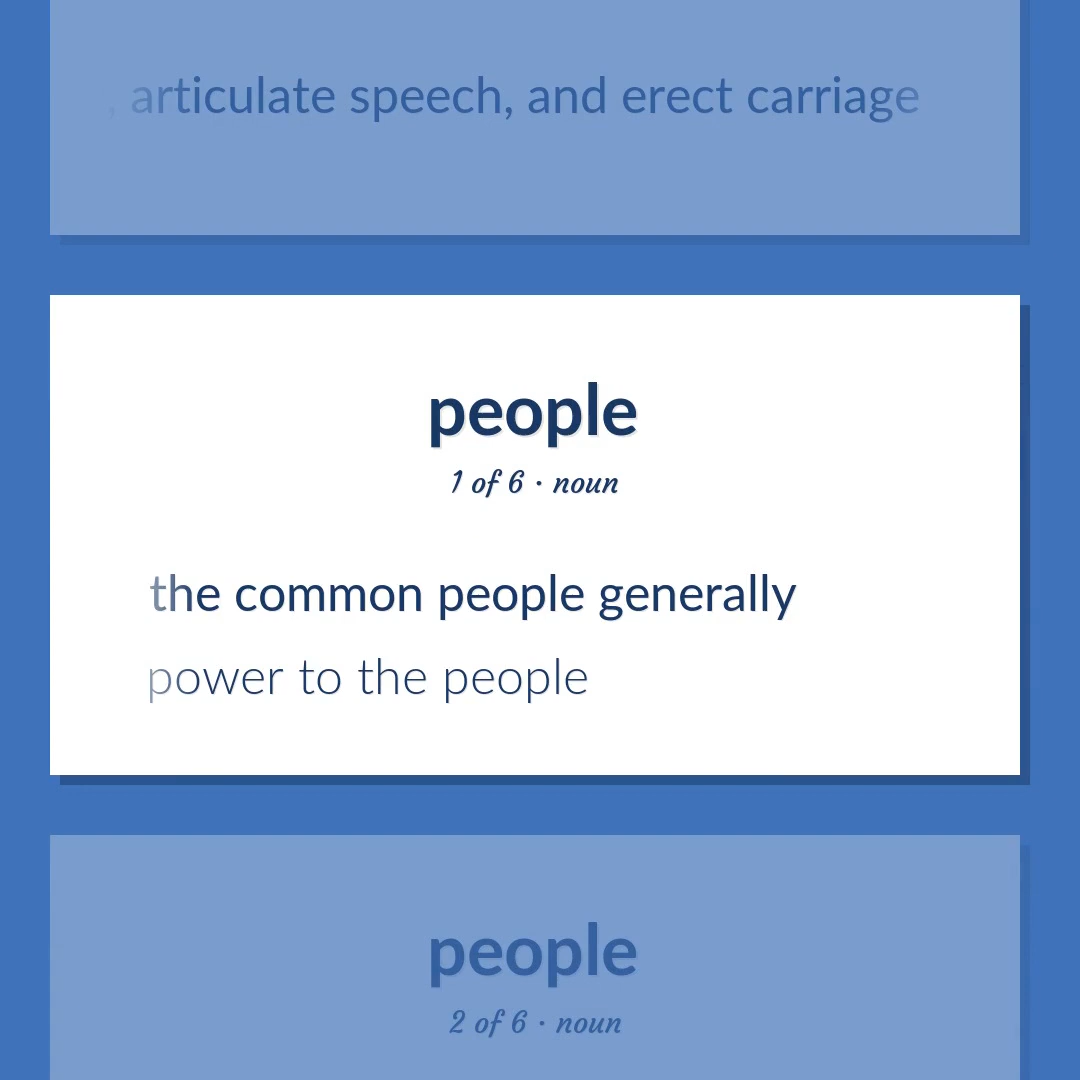 , articulate speech, and erect carriage
people
1 of 6 · noun
the common people generally
power to the people
people
2 of 6 · noun